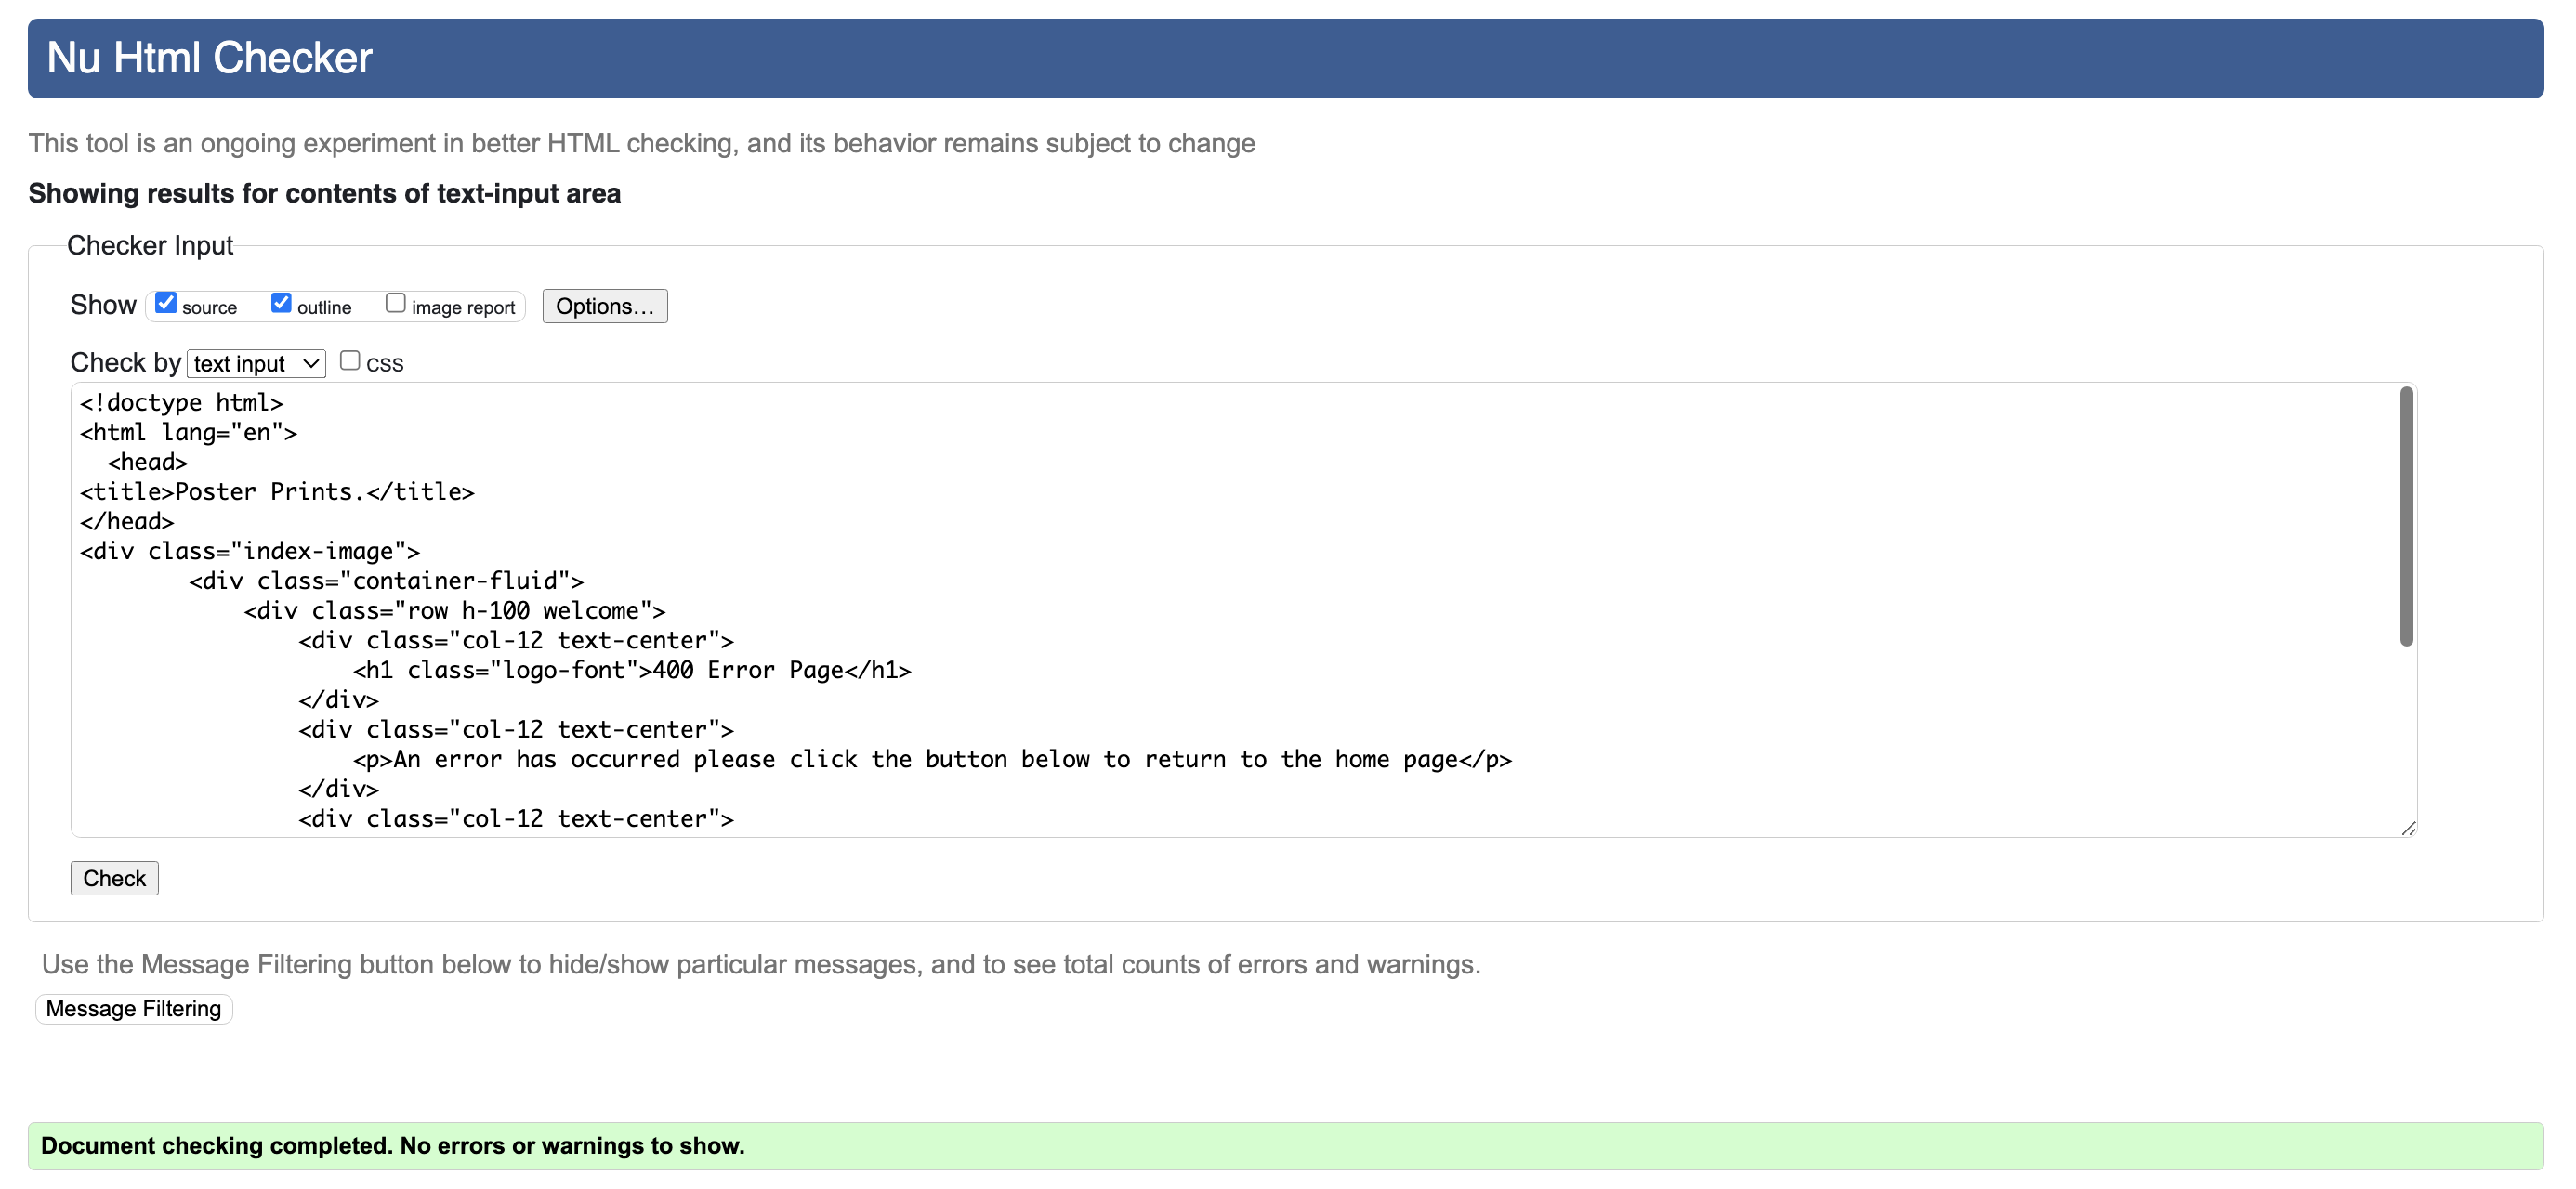 Nu Html Checker
This tool is an ongoing experiment in better HTML checking, and its behavior remains subject to change
Showing results for contents of text-input area
Checker Input
Show source outline image report Options...
Check by text input CSS
<!doctype html>
<html lang="en">
  <head>
<title>Poster Prints.</title>
</head>
<div class="index-image">
        <div class="container-fluid">
            <div class="row h-100 welcome">
                <div class="col-12 text-center">
                    <h1 class="logo-font">400 Error Page</h1>
                </div>
                <div class="col-12 text-center">
                    <p>An error has occurred please click the button below to return to the home page</p>
                </div>
                <div class="col-12 text-center">
Check
Use the Message Filtering button below to hide/show particular messages, and to see total counts of errors and warnings.
Message Filtering
Document checking completed. No errors or warnings to show.